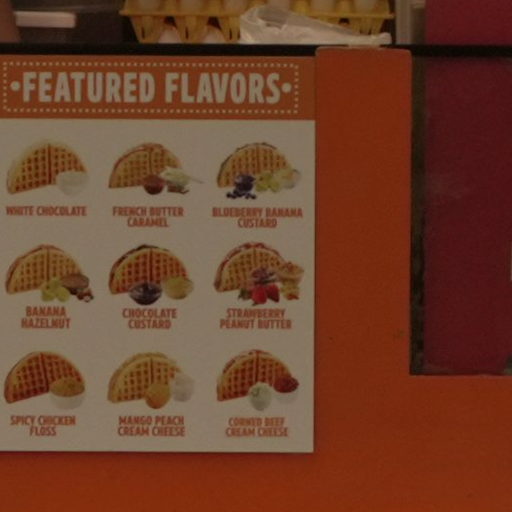 •FEATURED FLAVORS•
WHITE CHOCOLATE
FRENCH BUTTER
CARAMEL
BLUEBERRY BANANA
CUSTARD
BANANA
HAZELNUT
CHOCOLATE
CUSTARD
STRAWBERRY
PEANUT BUTTER
SPICY CHICKEN
FLOSS
MANGO PEACH
CREAM CHEESE
CORNED BEEF
CREAM CHEESE